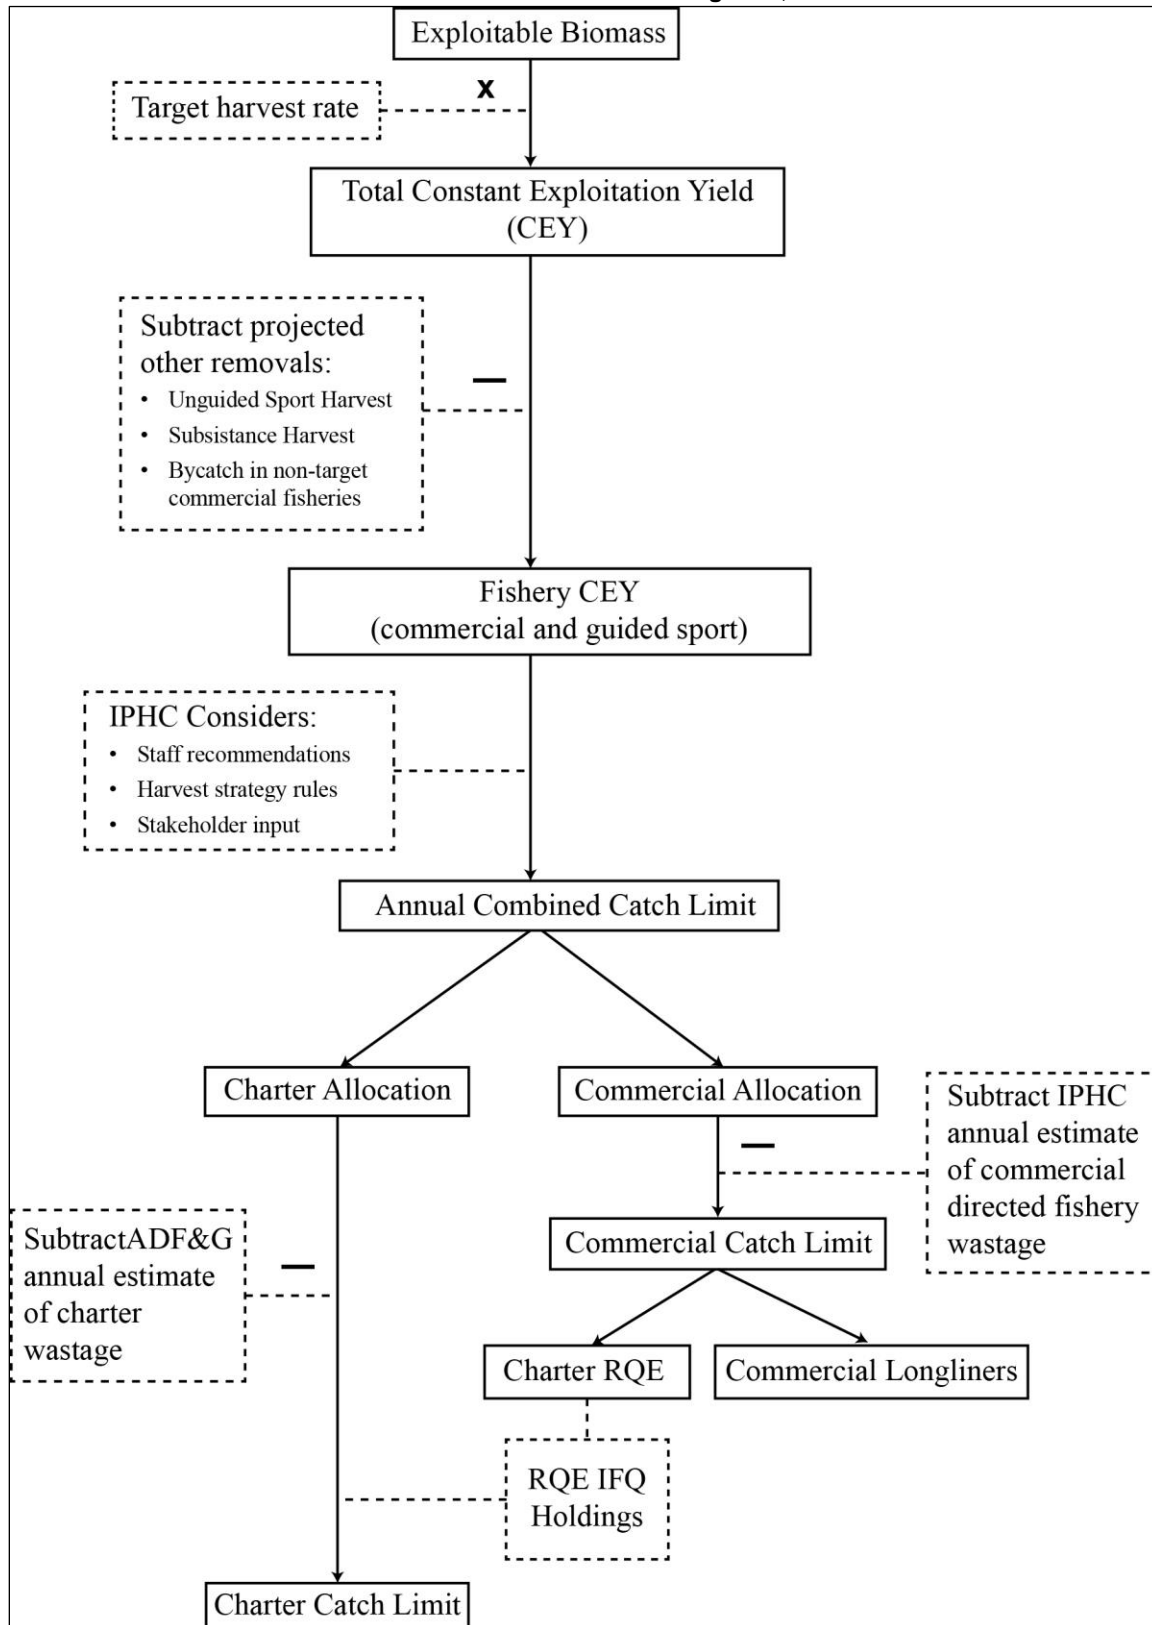 Exploitable Biomass
x
Target harvest rate
Total Constant Exploitation Yield
(CEY)
Subtract projected
other removals:
• Unguided Sport Harvest
• Subsistance Harvest
• Bycatch in non-target
commercial fisheries
—
Fishery CEY
(commercial and guided sport)
IPHC Considers:
• Staff recommendations
• Harvest strategy rules
• Stakeholder input
Annual Combined Catch Limit
Charter Allocation
Commercial Allocation
—
Subtract IPHC
annual estimate
of commercial
directed fishery
wastage
SubtractADF&G
annual estimate
of charter
wastage
—
Commercial Catch Limit
Charter RQE
Commercial Longliners
RQE IFQ
Holdings
Charter Catch Limit